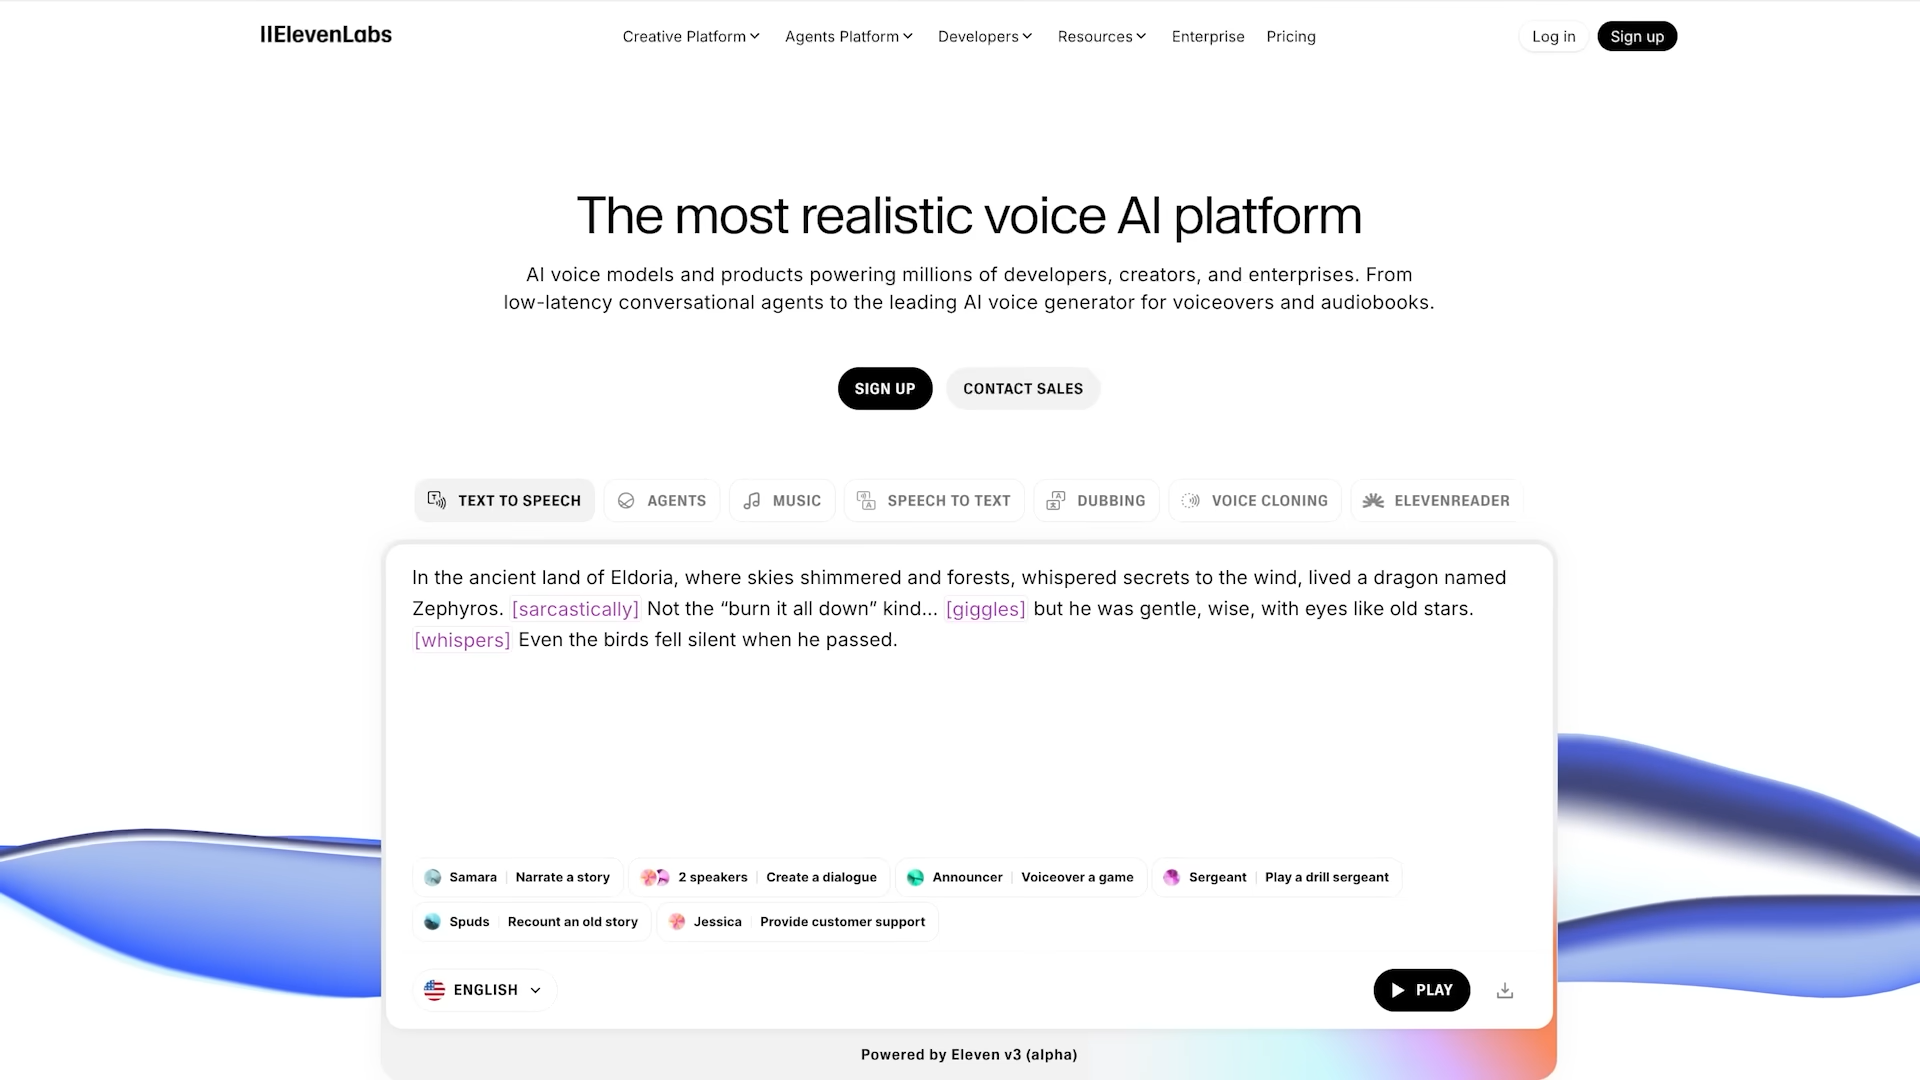 IIElevenLabs
Creative Platform
Agents Platform
Developers
Resources
Enterprise
Pricing
Log in
Sign up
The most realistic voice AI platform
AI voice models and products powering millions of developers, creators, and enterprises. From
low-latency conversational agents to the leading AI voice generator for voiceovers and audiobooks.
SIGN UP
CONTACT SALES
TEXT TO SPEECH
AGENTS
MUSIC
SPEECH TO TEXT
DUBBING
VOICE CLONING
ELEVENREADER
In the ancient land of Eldoria, where skies shimmered and forests, whispered secrets to the wind, lived a dragon named
Zephyros. [sarcastically] Not the “burn it all down” kind... [giggles] but he was gentle, wise, with eyes like old stars.
[whispers] Even the birds fell silent when he passed.
Samara Narrate a story
2 speakers Create a dialogue
Announcer Voiceover a game
Sergeant Play a drill sergeant
Spuds Recount an old story
Jessica Provide customer support
ENGLISH
PLAY
Powered by Eleven v3 (alpha)